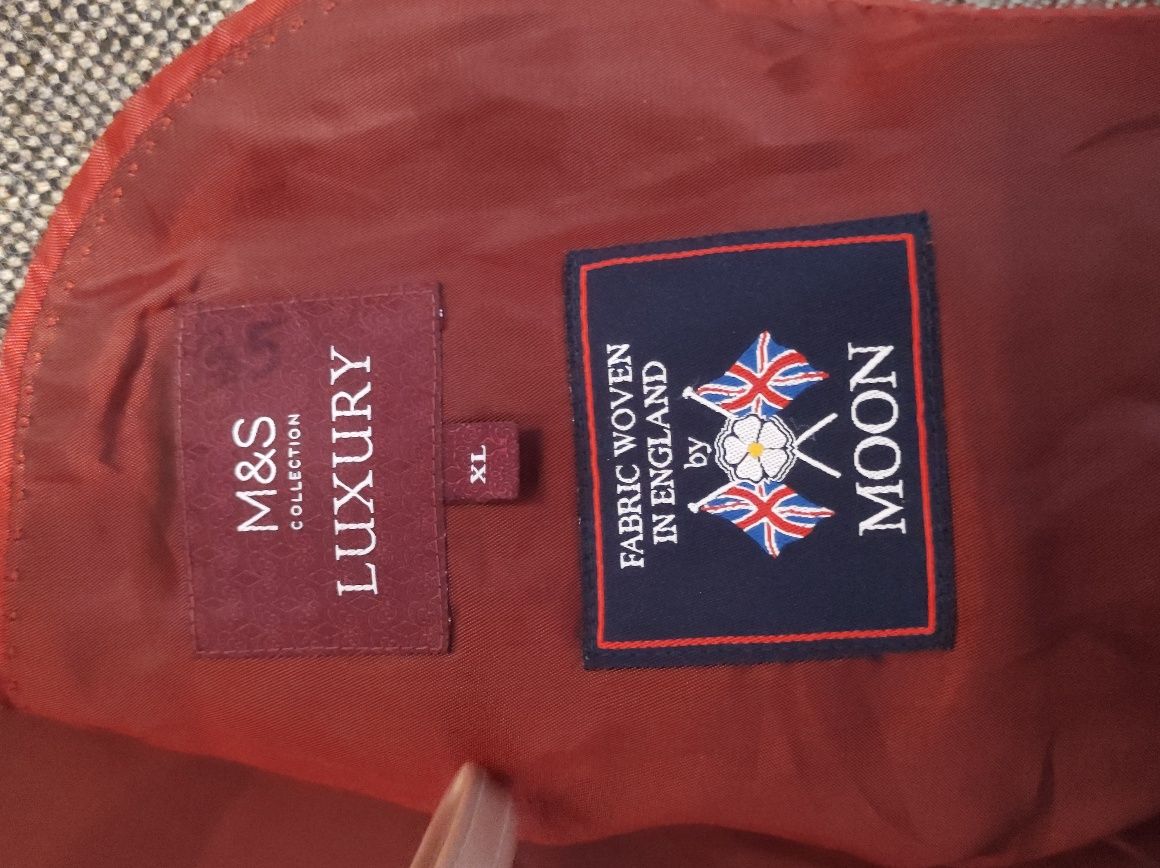 M&S
COLLECTION
LUXURY
XL
FABRIC WOVEN
IN ENGLAND
by
MOON